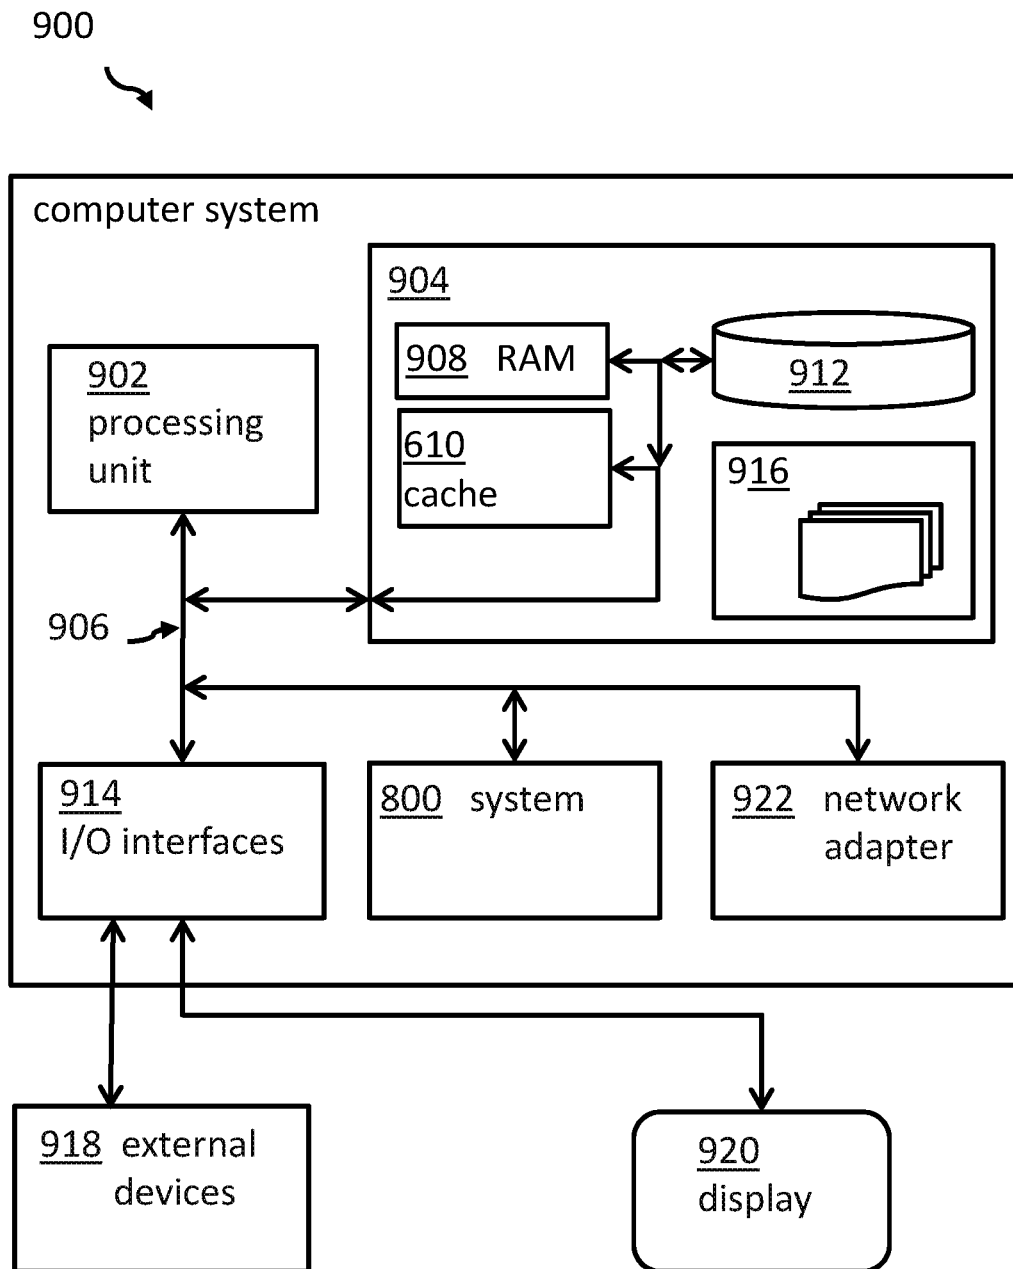 900
computer system
904
908 RAM
912
902
processing
unit
610
cache
916
906
914
I/O interfaces
800 system
922 network
adapter
918 external
devices
920
display